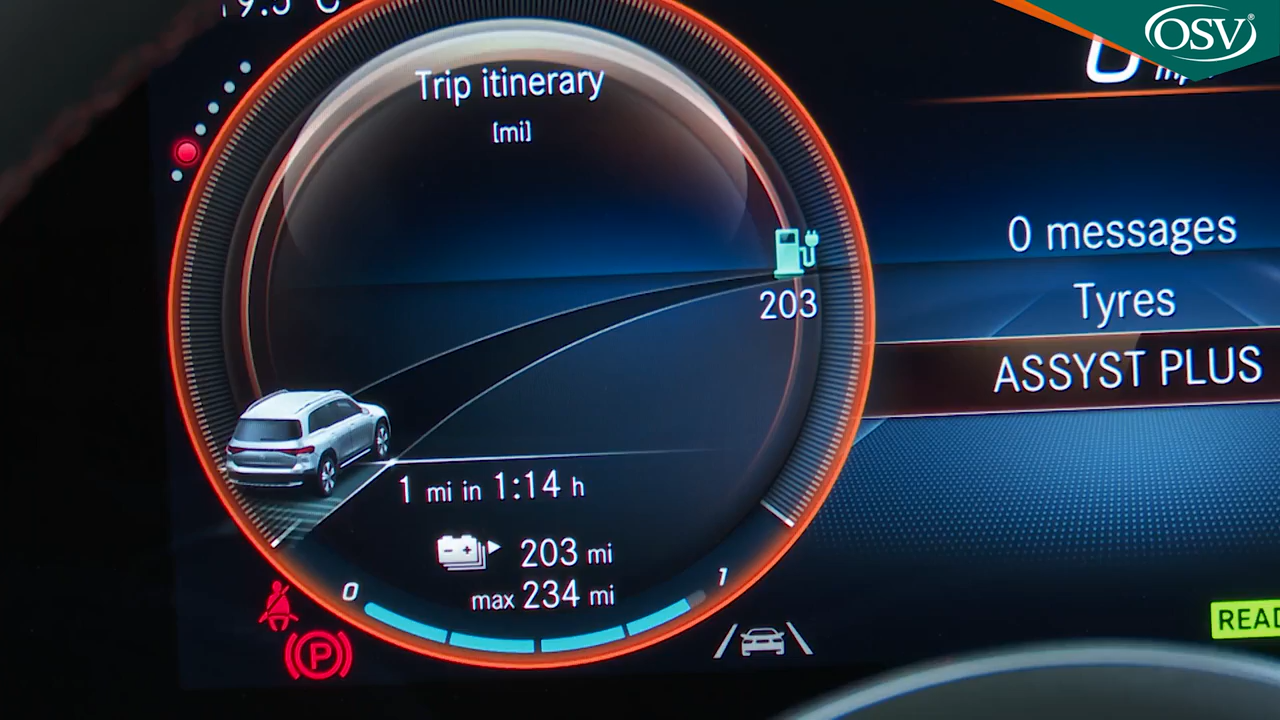 OSV
Trip itinerary
[mi]
0 messages
203
Tyres
ASSYST PLUS
1 mi in 1:14 h
203 mi
max 234 mi
0
1
P